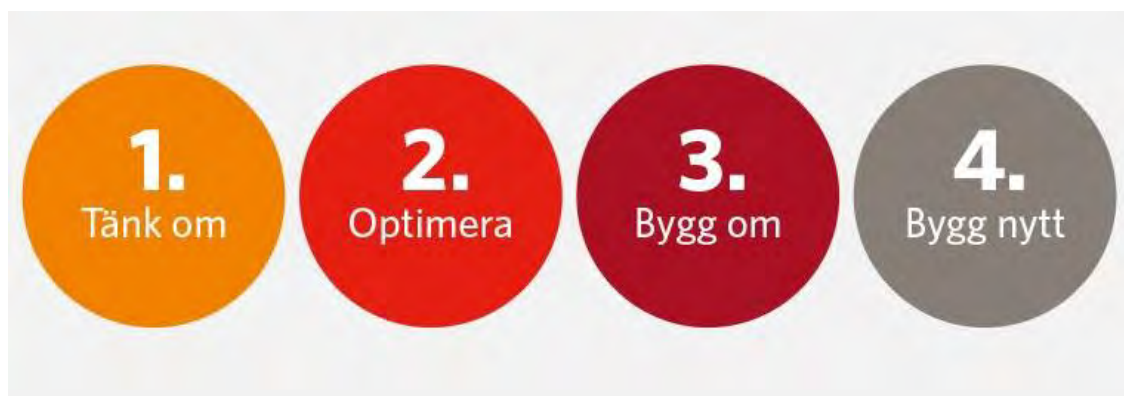 1.
Tänk om
2.
Optimera
3.
Bygg om
4.
Bygg nytt